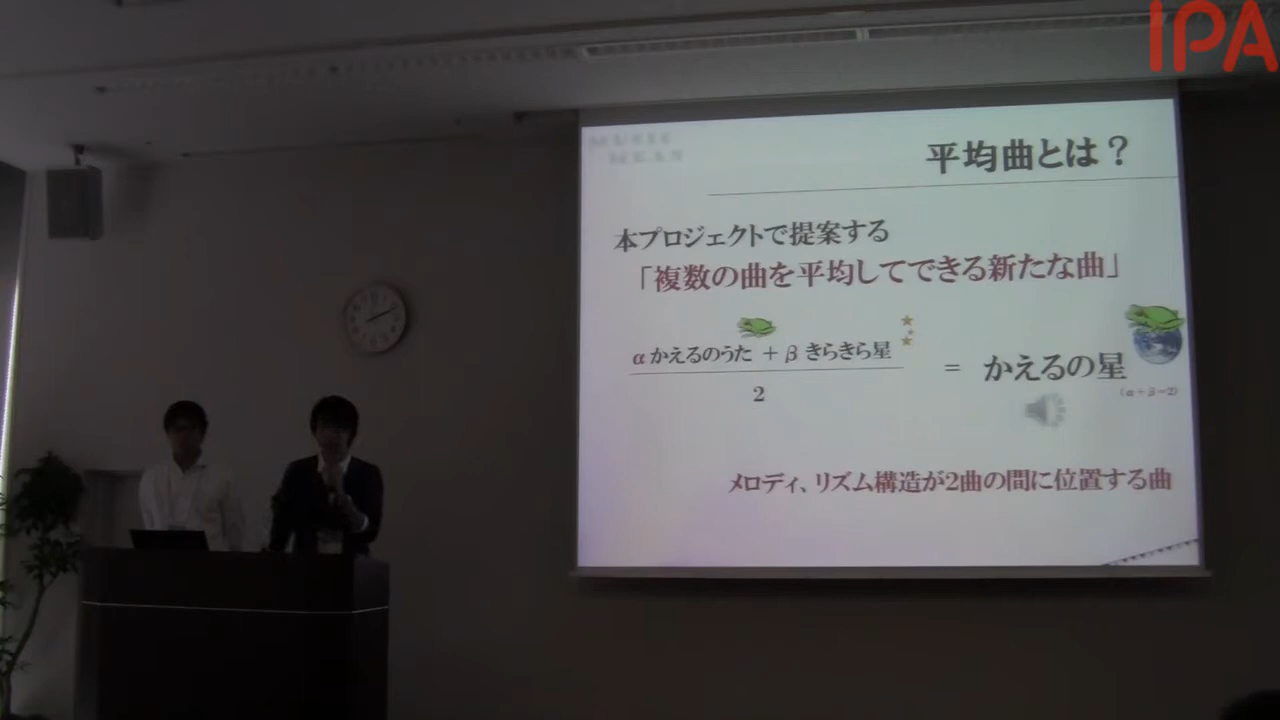 IPA
平均曲とは？
本プロジェクトで提案する
「複数の曲を平均してできる新たな曲」
αかえるのうた ＋βきらきら星
2
＝ かえるの星
(α+β=2)
メロディ、リズム構造が2曲の間に位置する曲